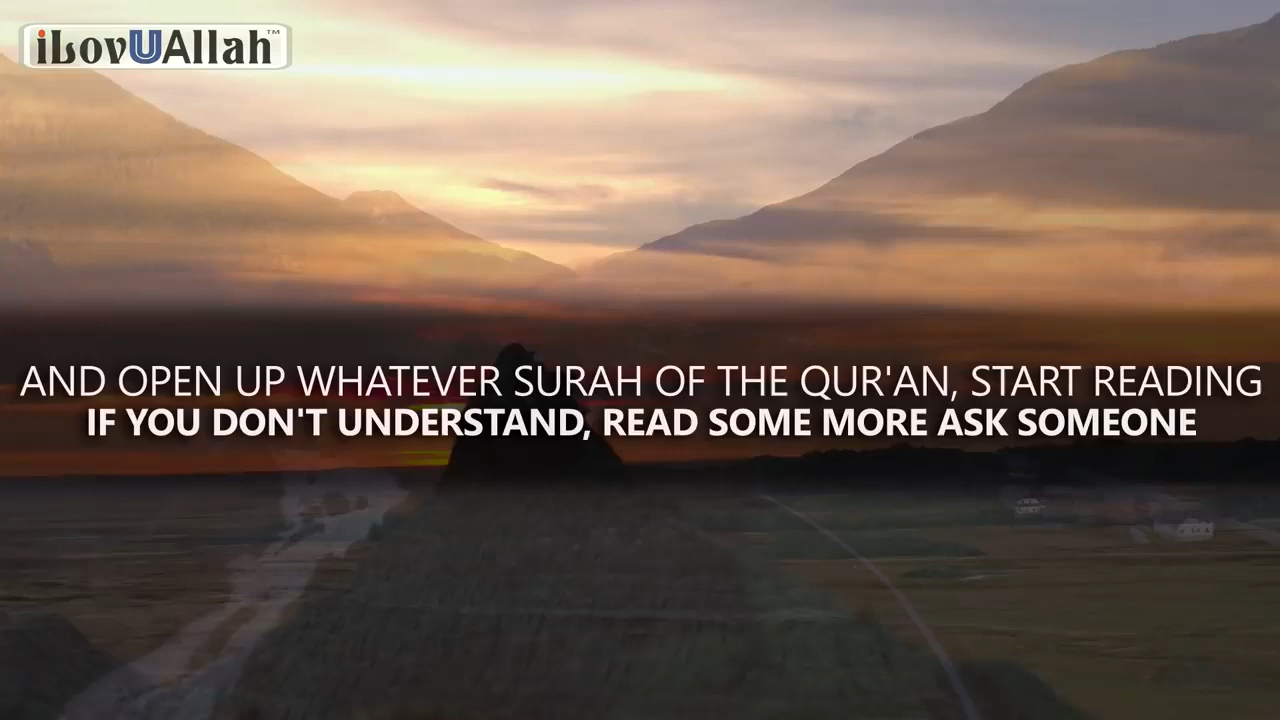 iLovUAllah™
AND OPEN UP WHATEVER SURAH OF THE QUR'AN, START READING
IF YOU DON'T UNDERSTAND, READ SOME MORE ASK SOMEONE